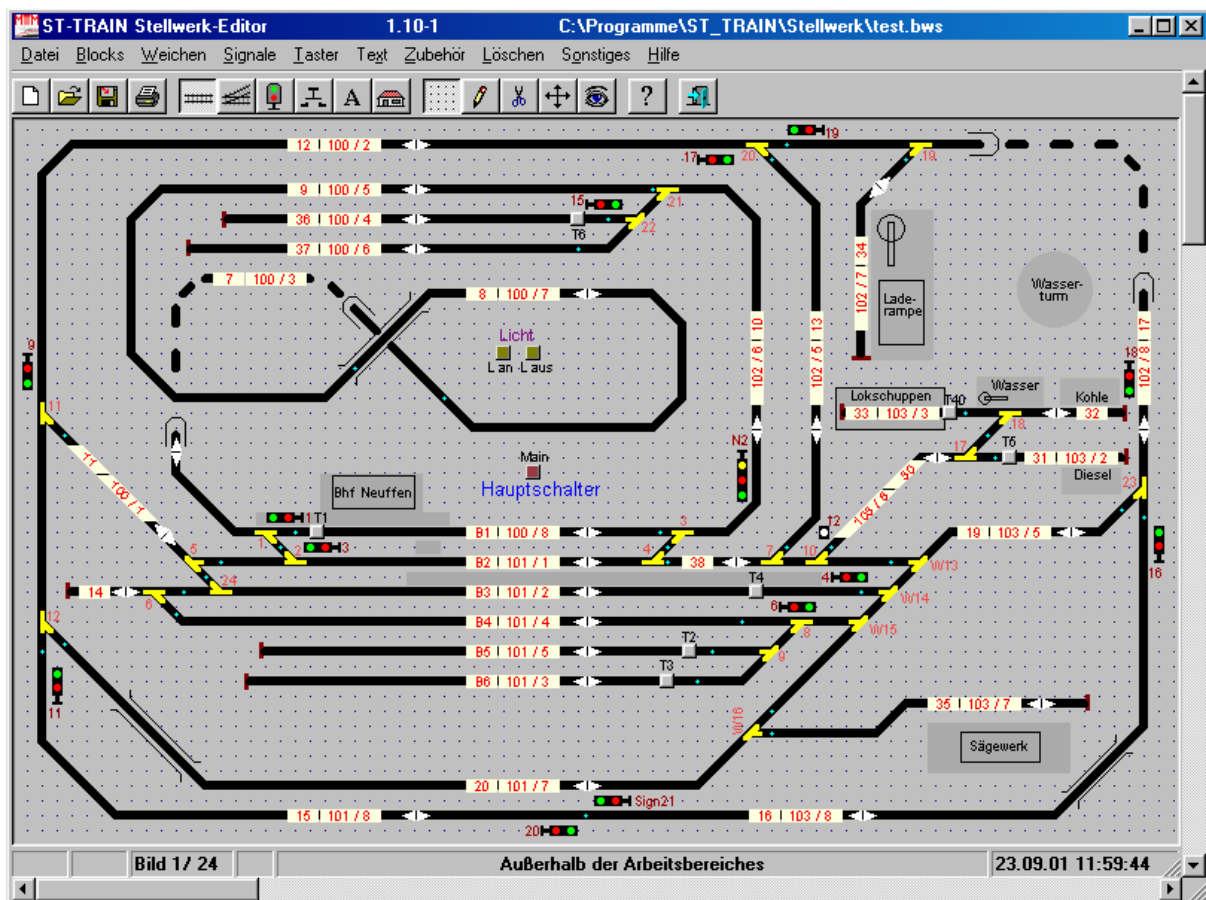 ST-TRAIN Stellwerk-Editor 1.10-1 C:\Programme\ST_TRAIN\Stellwerk\test.bws
Datei Blocks Weichen Signale Taster Text Zubehör Löschen Sonstiges Hilfe
A ?
19
12 100 / 2
17 20 19
9 100 / 5
15
21
36 100 / 4
T6
22
37 100 / 6
102 / 7 34
7 100 / 3
8 100 / 7
Lade-
rampe
Wasser-
turm
Licht
L an L aus
102 / 6 10
102 / 5 13
102 / 8 17
9
18
Lokschuppen
Wasser
Kohle
33 103 / 3
T40
32
11
18
N2
17
T5
31 103 / 2
Diesel
Main
Hauptschalter
11 100 / 1
Bhf Neuffen
23
1 T1
B1 100 / 8
3
19 103 / 5
1
2
3
5
B2 101 / 1
4
38
7
10
W13
16
24
14
6
B3 101 / 2
T4
4
W14
12
B4 101 / 4
6
8
W15
B5 101 / 5
T2
9
B6 101 / 3
T3
11
W16
35 103 / 7
Sägewerk
20 101 / 7
Sign21
15 101 / 8
16 103 / 8
20
Bild 1/ 24 Außerhalb der Arbeitsbereiches 23.09.01 11:59:44